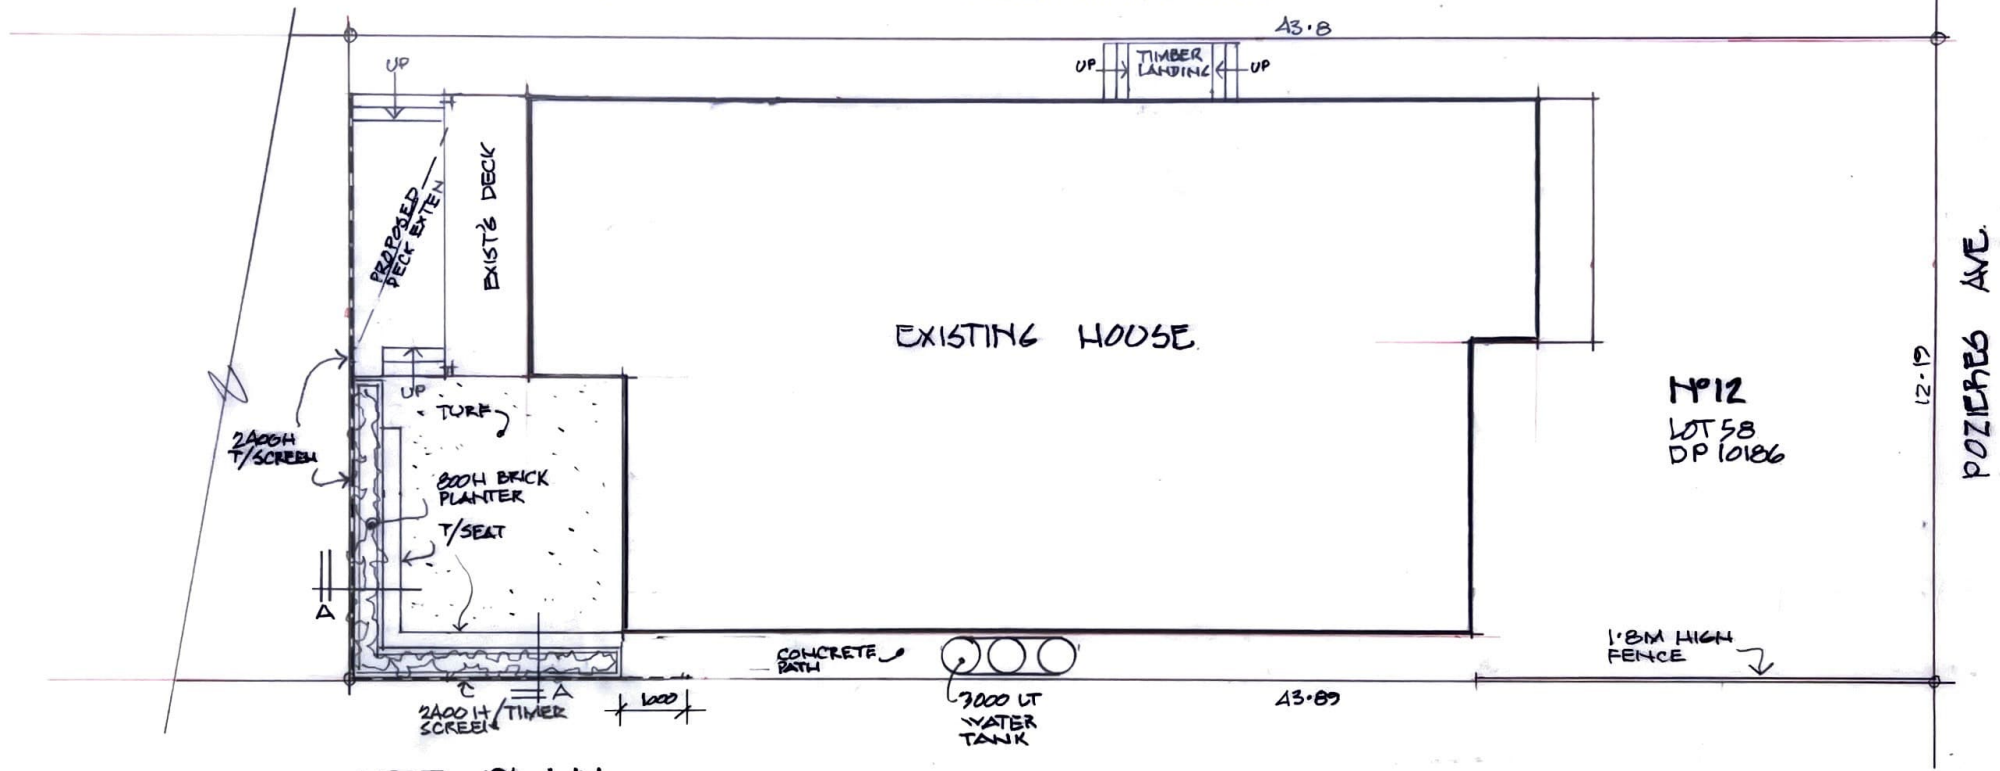 43.8
UP
UP
TIMBER
LANDING
UP
PROPOSED
DECK EXTEN
EXIST'G DECK
EXISTING HOUSE
POZIERES AVE.
12.19
Nº12
LOT 58
DP 10186
UP
TURF
2400H
T/SCREEN
800H BRICK
PLANTER
T/SEAT
A
A
CONCRETE
PATH
1.8M HIGH
FENCE
2400H/TIMER
SCREEN
1000
3000 LT
WATER
TANK
43.89